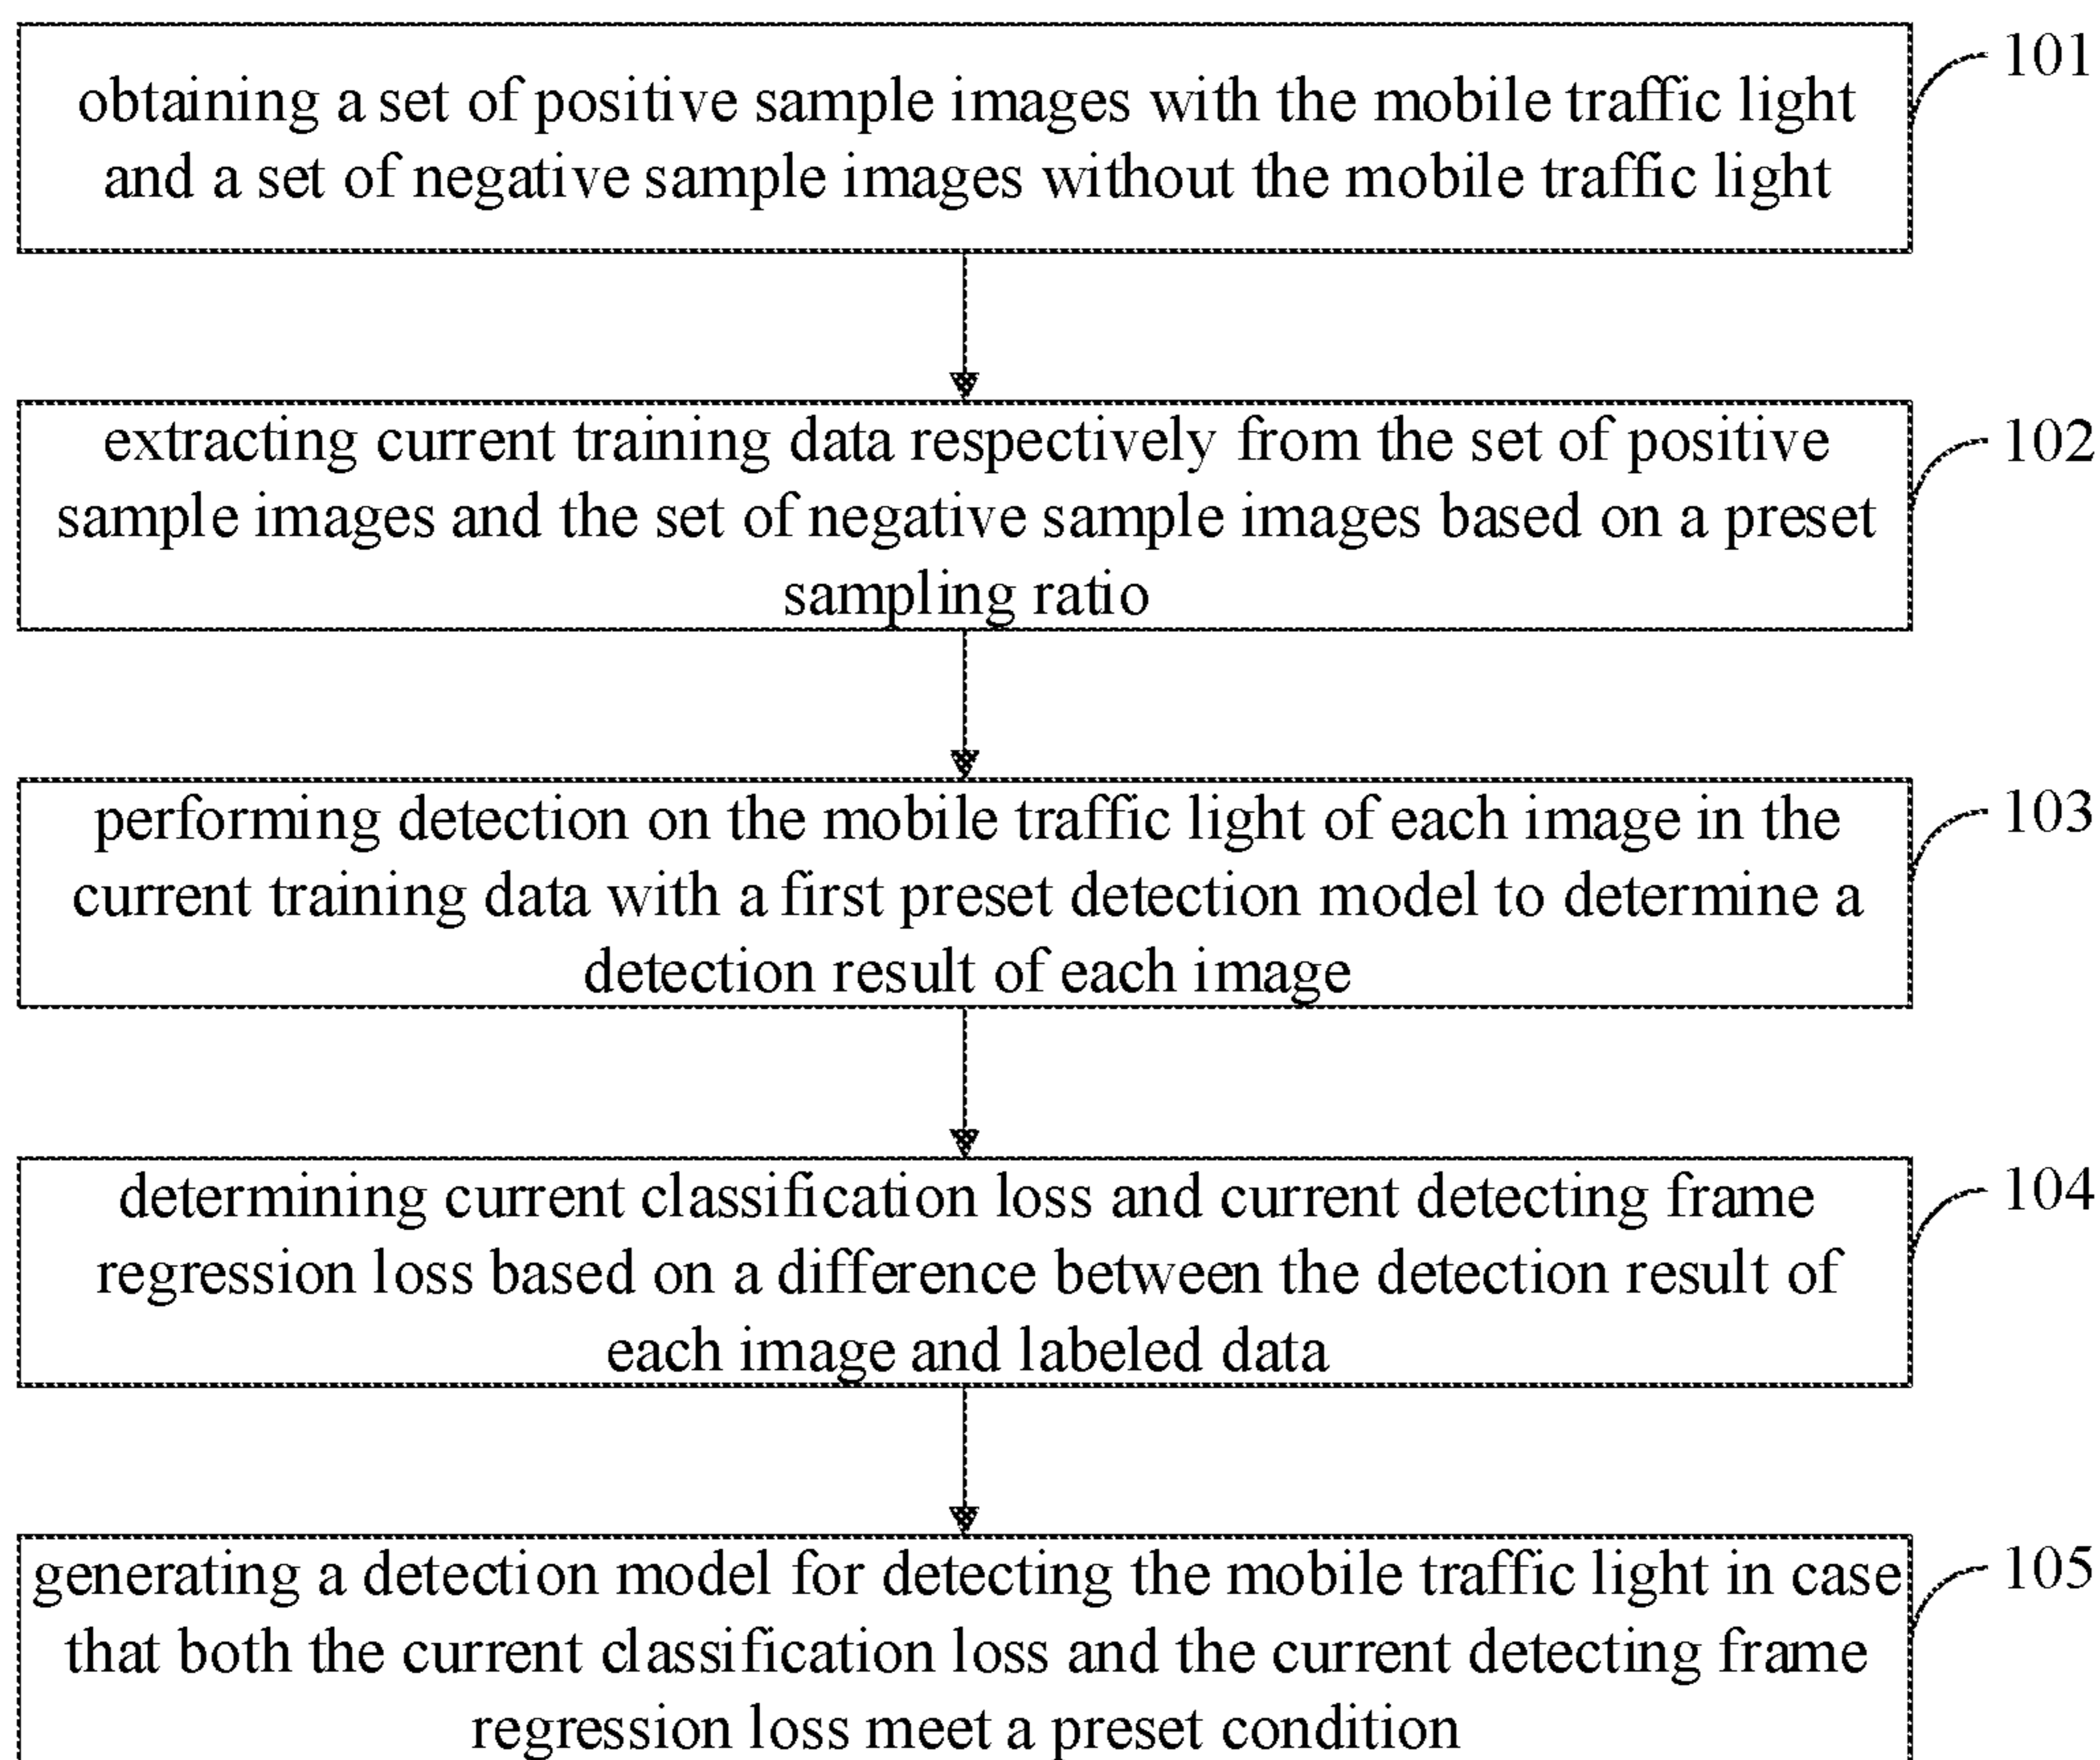 obtaining a set of positive sample images with the mobile traffic light
and a set of negative sample images without the mobile traffic light
101
extracting current training data respectively from the set of positive
sample images and the set of negative sample images based on a preset
sampling ratio
102
performing detection on the mobile traffic light of each image in the
current training data with a first preset detection model to determine a
detection result of each image
103
determining current classification loss and current detecting frame
regression loss based on a difference between the detection result of
each image and labeled data
104
generating a detection model for detecting the mobile traffic light in case
that both the current classification loss and the current detecting frame
regression loss meet a preset condition
105